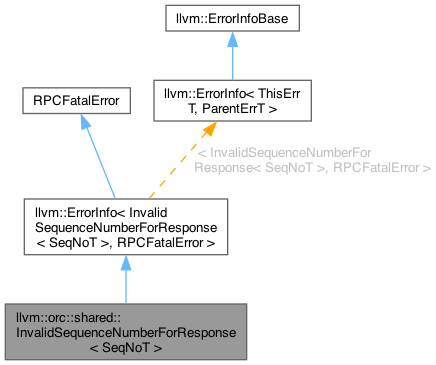 llvm::ErrorInfoBase
RPCFatalError
llvm::ErrorInfo< ThisErr
T, ParentErrT >
< InvalidSequenceNumberFor
Response< SeqNoT >, RPCFatalError >
llvm::ErrorInfo< Invalid
SequenceNumberForResponse
< SeqNoT >, RPCFatalError >
llvm::orc::shared::
InvalidSequenceNumberForResponse
< SeqNoT >